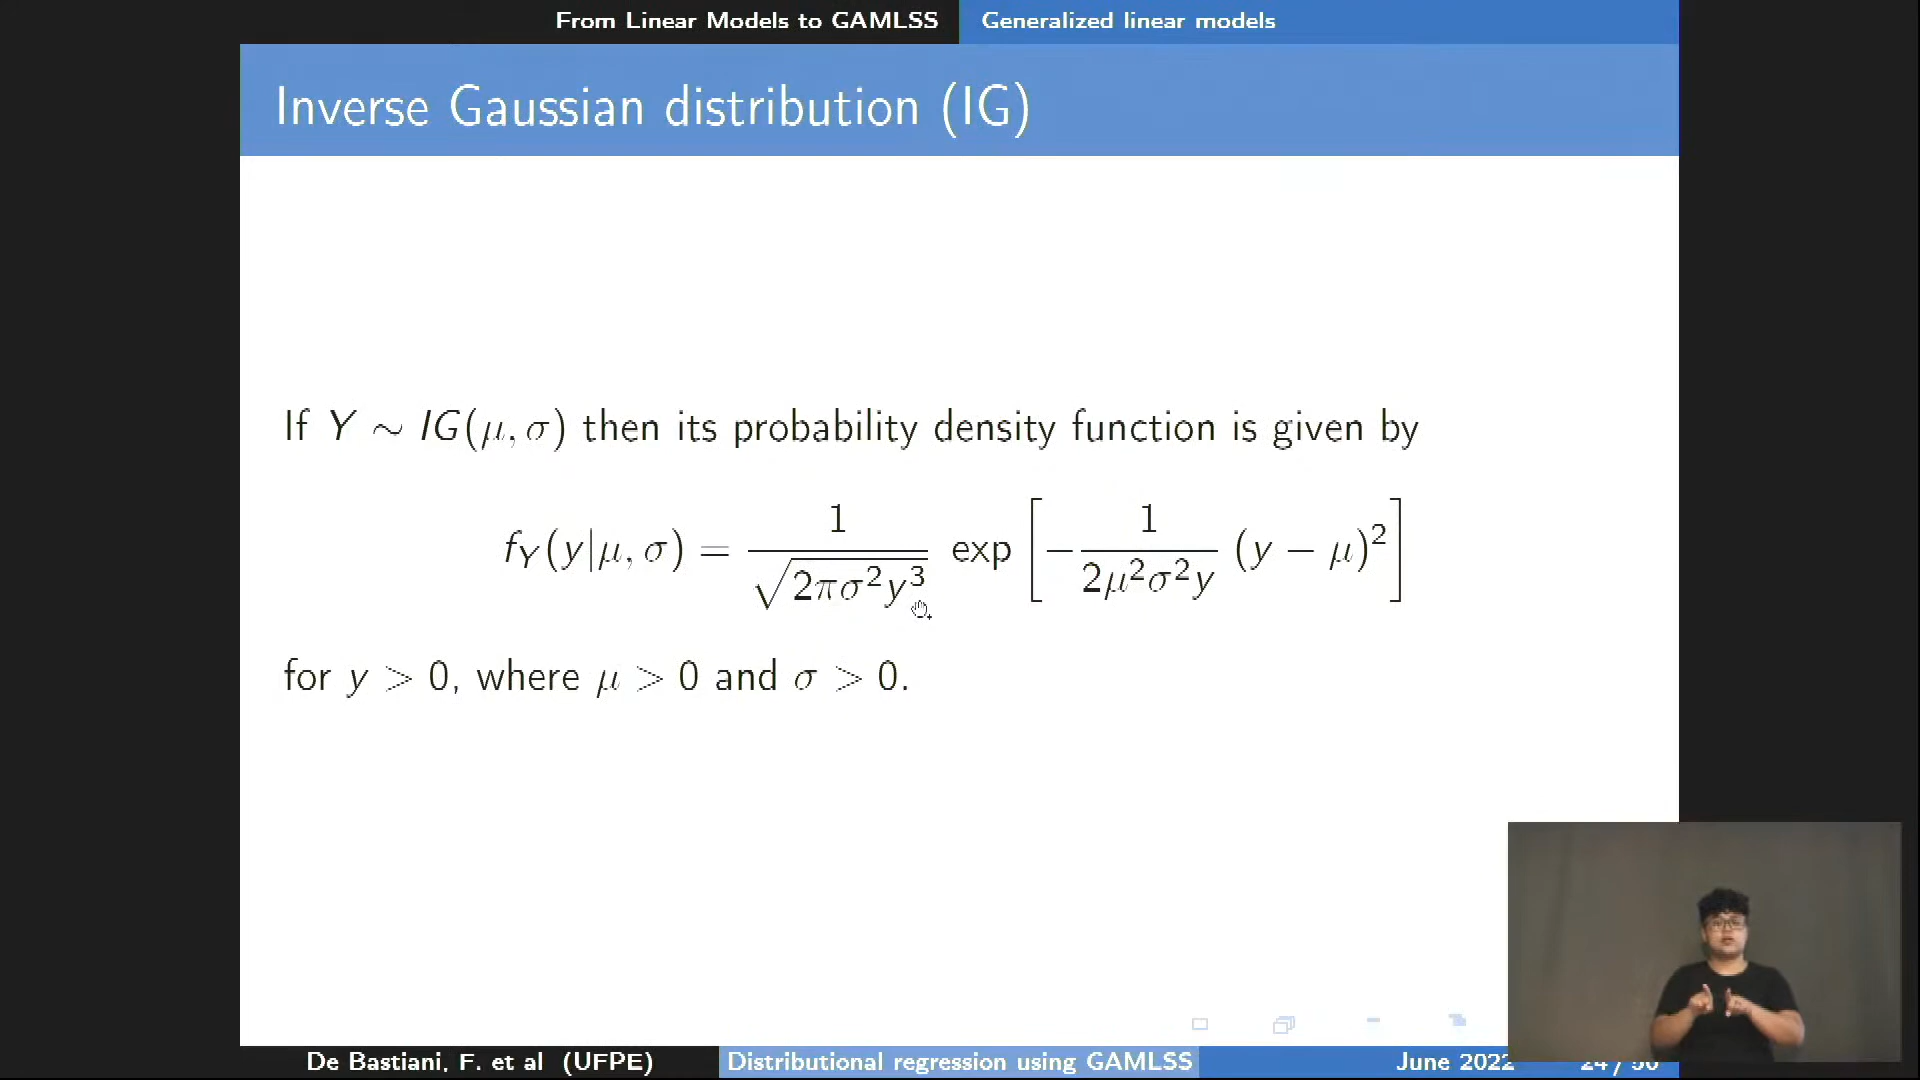 From Linear Models to GAMLSS Generalized linear models
Inverse Gaussian distribution (IG)
If Y ∼ IG(μ, σ) then its probability density function is given by
f_Y(y|μ, σ) = 1 / √(2πσ²y³) exp [ − 1 / (2μ²σ²y) (y − μ)² ]
for y > 0, where μ > 0 and σ > 0.
De Bastiani, F. et al (UFPE) Distributional regression using GAMLSS June 2022